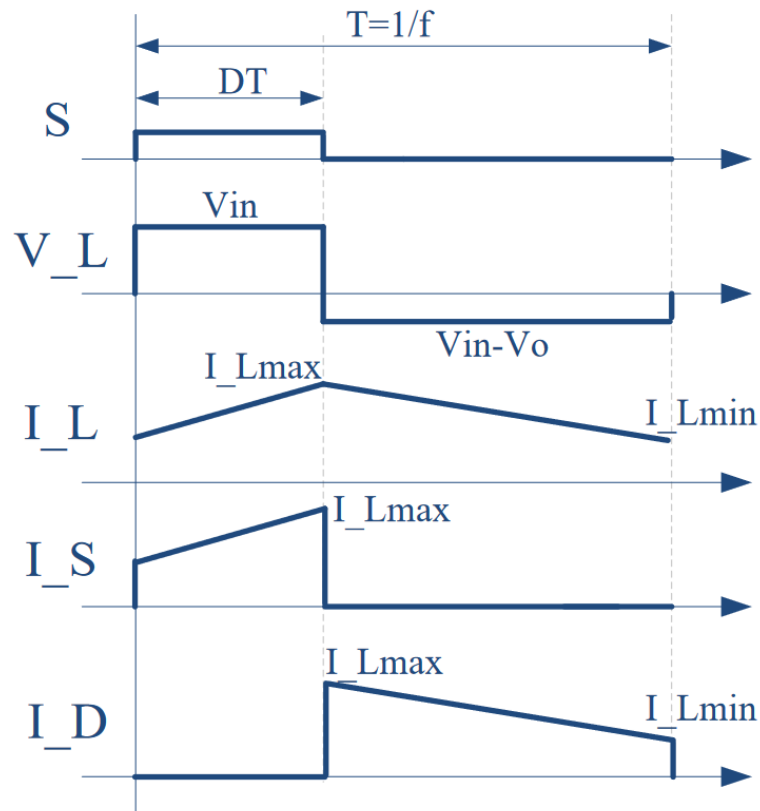 T=1/f
DT
S
Vin
V_L
Vin-Vo
I_Lmax
I_L
I_Lmin
I_Lmax
I_S
I_Lmax
I_D
I_Lmin